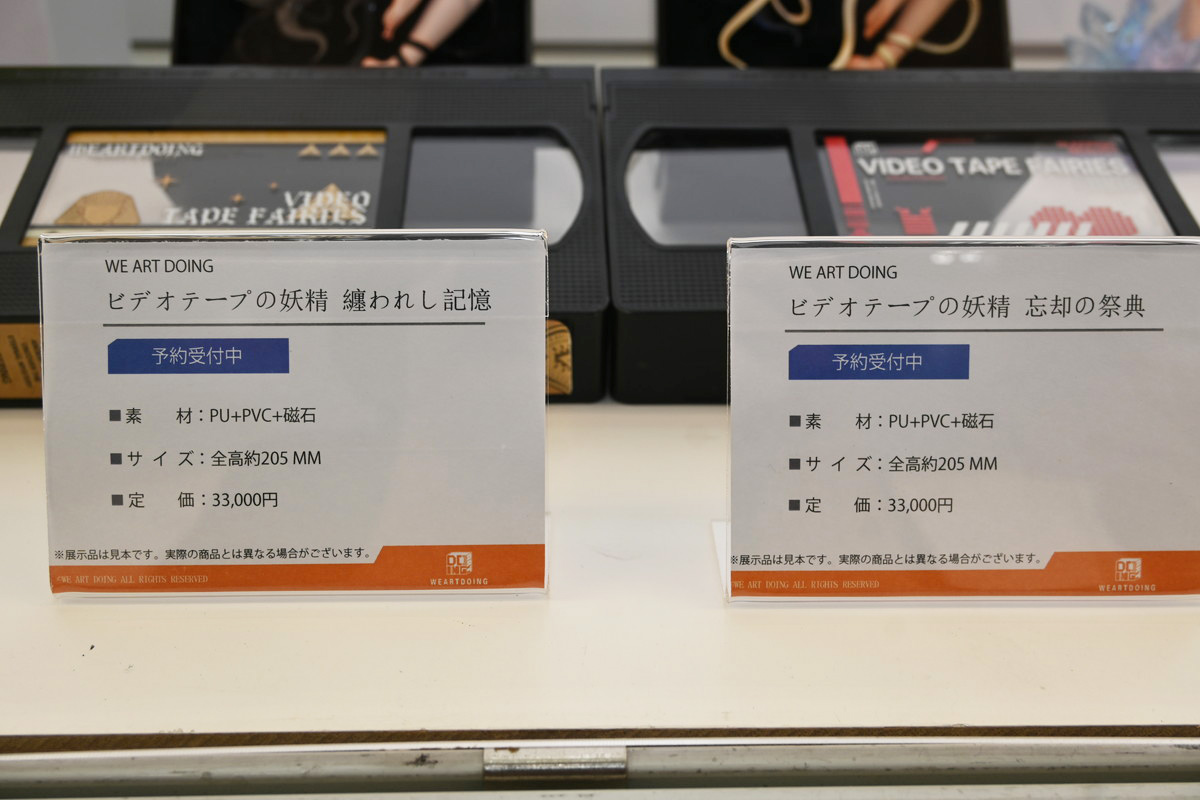 WEARTDOING
VIDEO
TAPE FAIRIES
VIDEO TAPE FAIRIES
WE ART DOING
ビデオテープの妖精 纏われし記憶
予約受付中
■素 材：PU+PVC+磁石
■サイズ：全高約205 MM
■定 価：33,000円
※展示品は見本です。実際の商品とは異なる場合がございます。
©WE ART DOING ALL RIGHTS RESERVED
DOING
WEARTDOING
WE ART DOING
ビデオテープの妖精 忘却の祭典
予約受付中
■素 材：PU+PVC+磁石
■サイズ：全高約205 MM
■定 価：33,000円
※展示品は見本です。実際の商品とは異なる場合がございます。
©WE ART DOING ALL RIGHTS RESERVED
DOING
WEARTDOING